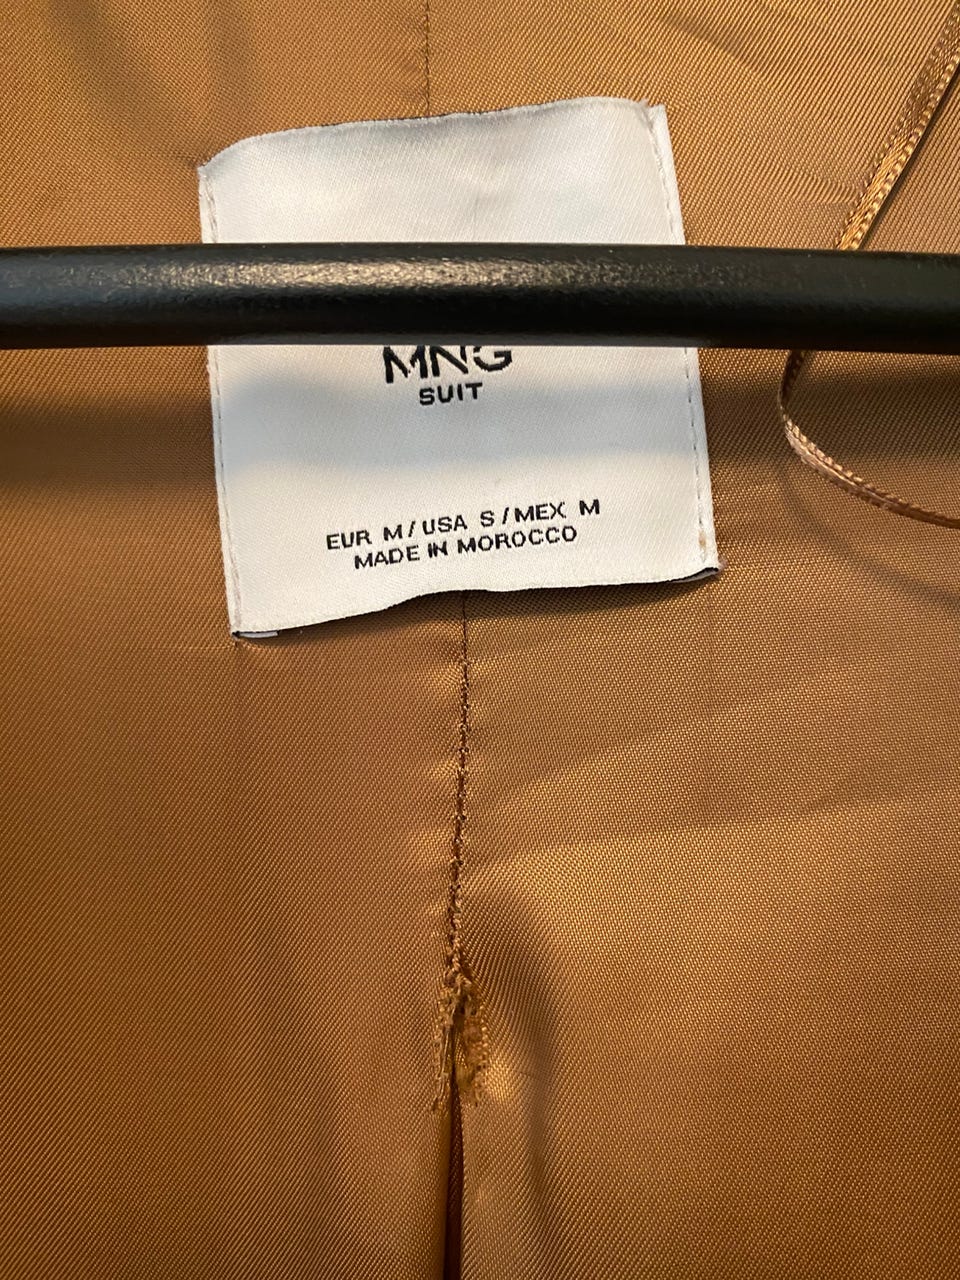 MNG
SUIT
EUR M / USA S / MEX M
MADE IN MOROCCO